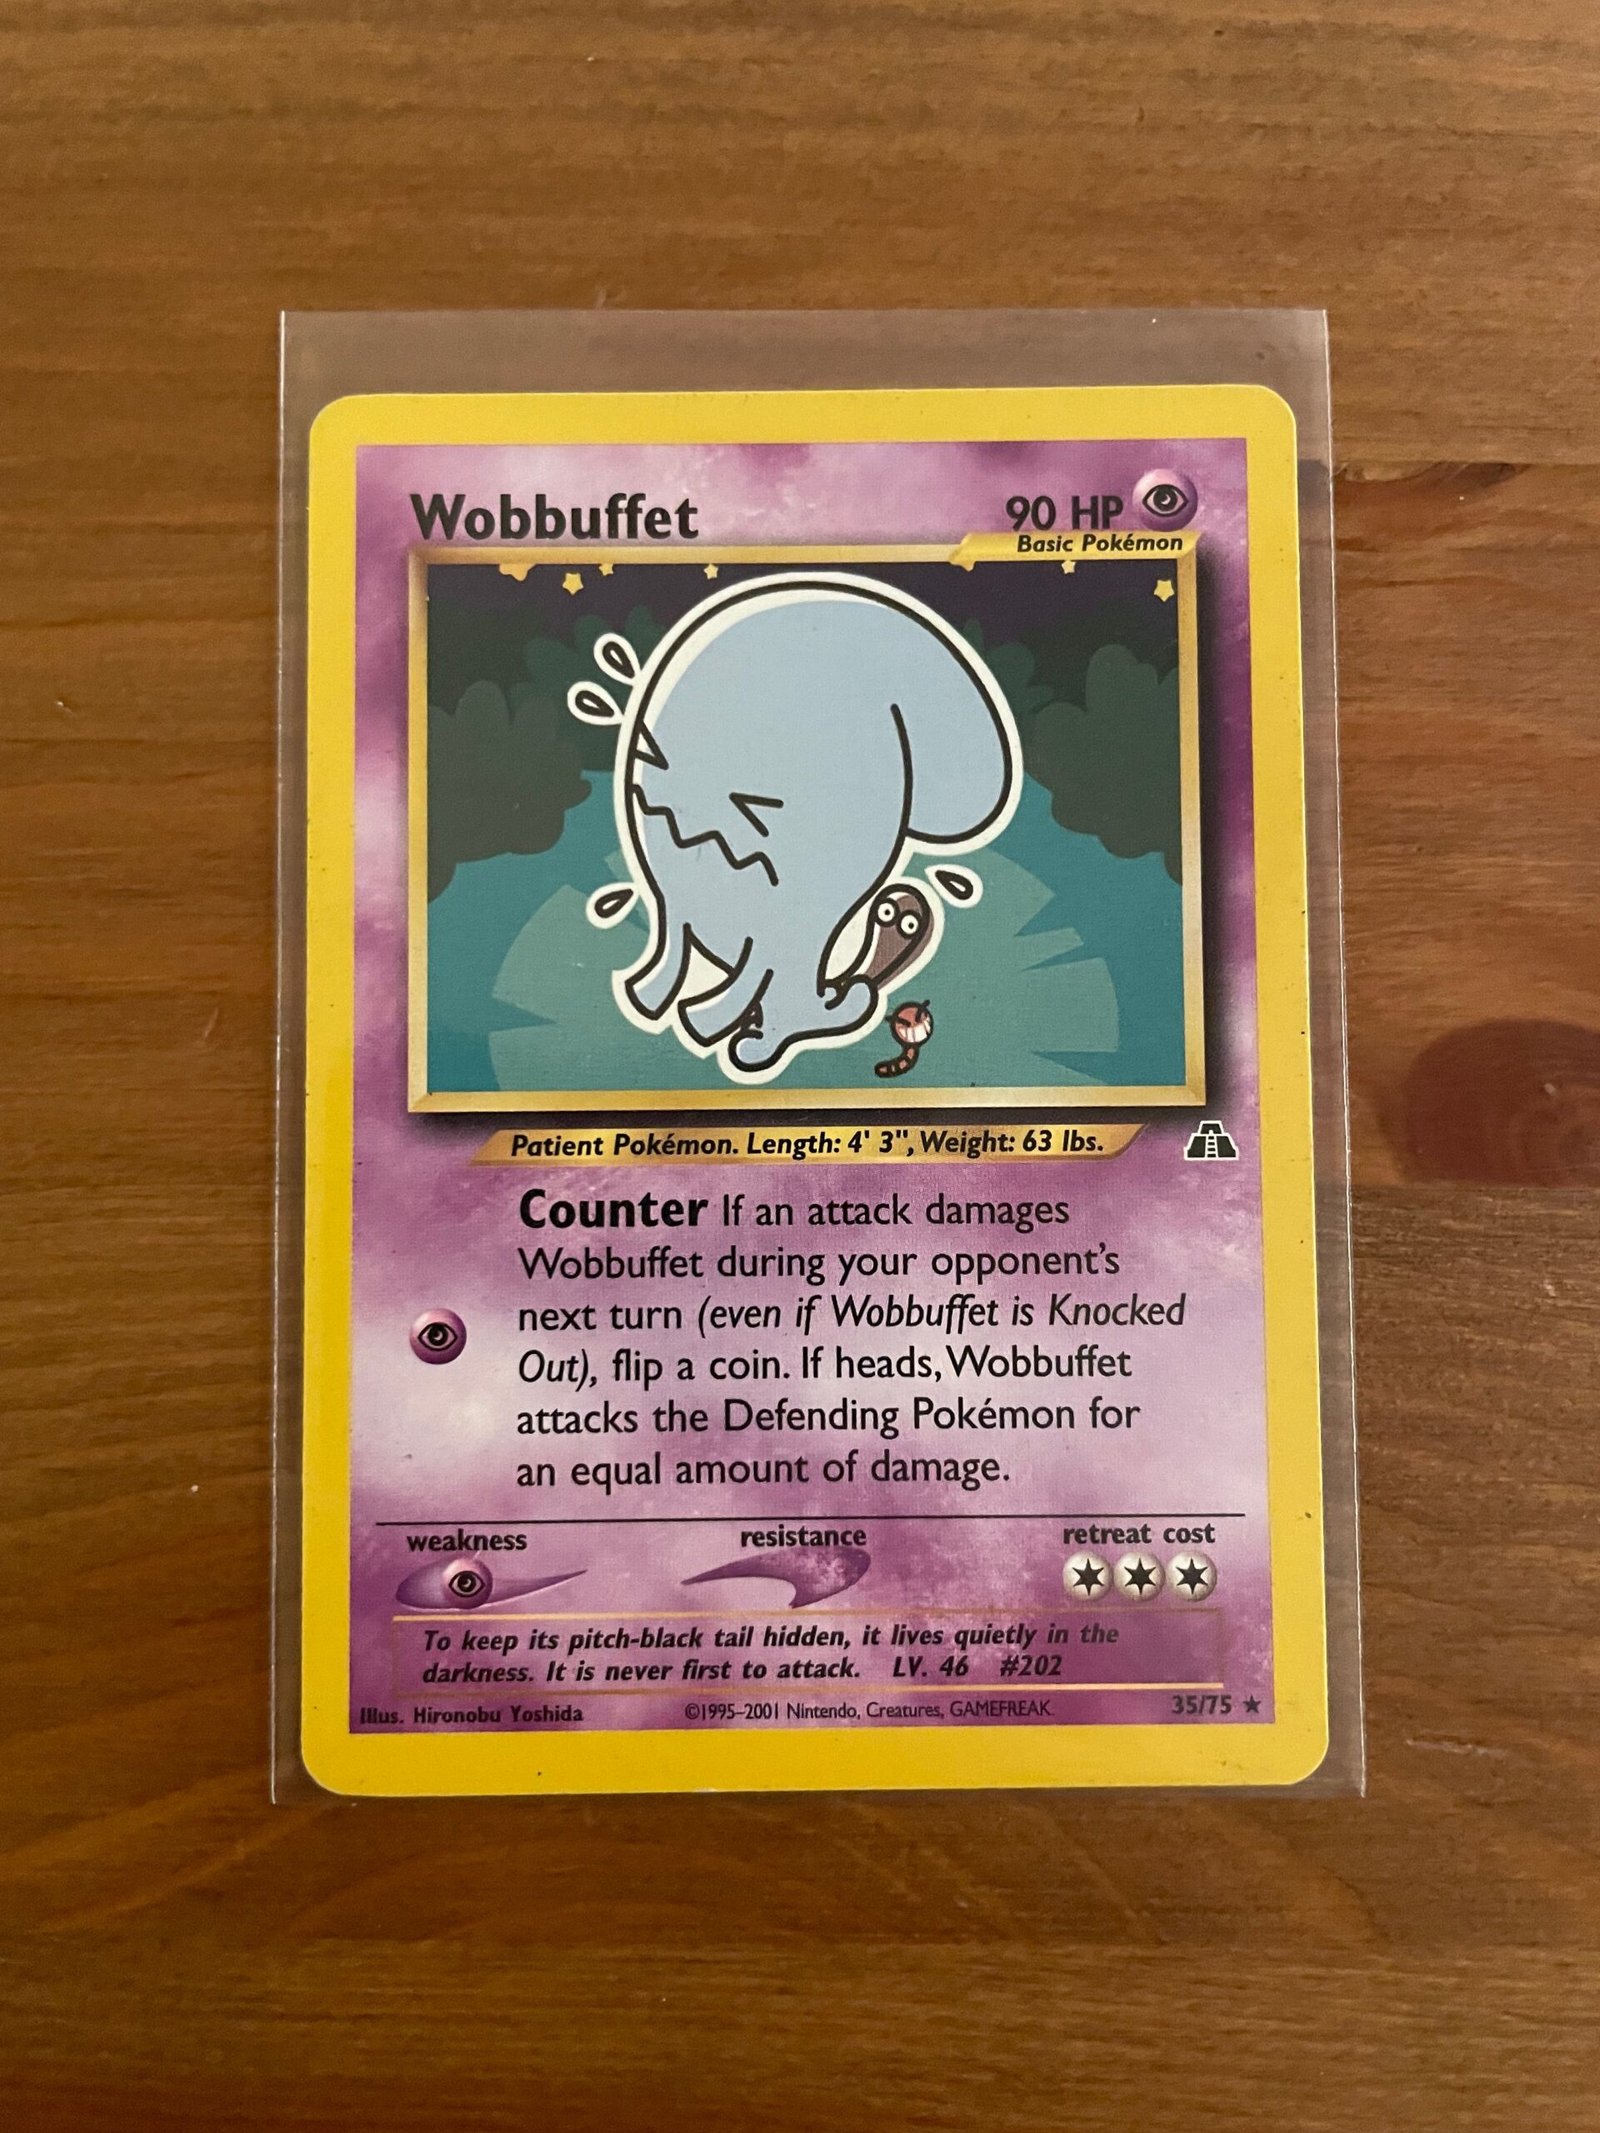 Wobbuffet
90 HP
Basic Pokémon
Patient Pokémon. Length: 4' 3", Weight: 63 lbs.
Counter If an attack damages
Wobbuffet during your opponent's
next turn (even if Wobbuffet is Knocked
Out), flip a coin. If heads, Wobbuffet
attacks the Defending Pokémon for
an equal amount of damage.
weakness
resistance
retreat cost
To keep its pitch-black tail hidden, it lives quietly in the
darkness. It is never first to attack. LV. 46 #202
Illus. Hironobu Yoshida
©1995–2001 Nintendo, Creatures, GAMEFREAK.
35/75 ★